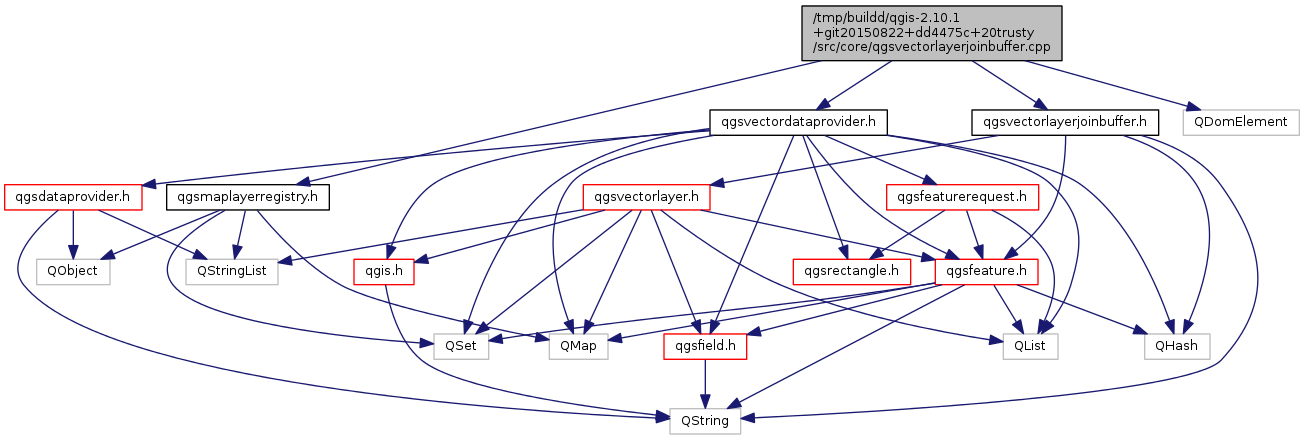 /tmp/buildd/qgis-2.10.1
+git20150822+dd4475c+20trusty
/src/core/qgsvectorlayerjoinbuffer.cpp
qgsvectordataprovider.h
qgsvectorlayerjoinbuffer.h
QDomElement
qgsdataprovider.h
qgsmaplayerregistry.h
qgsvectorlayer.h
qgsfeaturerequest.h
QObject
QStringList
qgis.h
qgsrectangle.h
qgsfeature.h
QSet
QMap
qgsfield.h
QList
QHash
QString